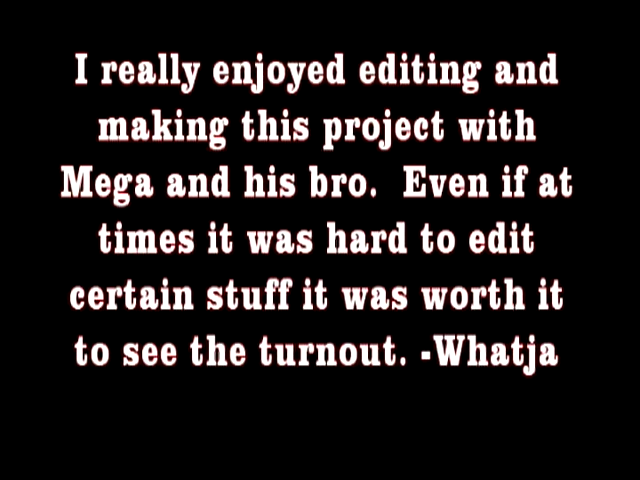 I really enjoyed editing and
making this project with
Mega and his bro.  Even if at
times it was hard to edit
certain stuff it was worth it
to see the turnout. -Whatja